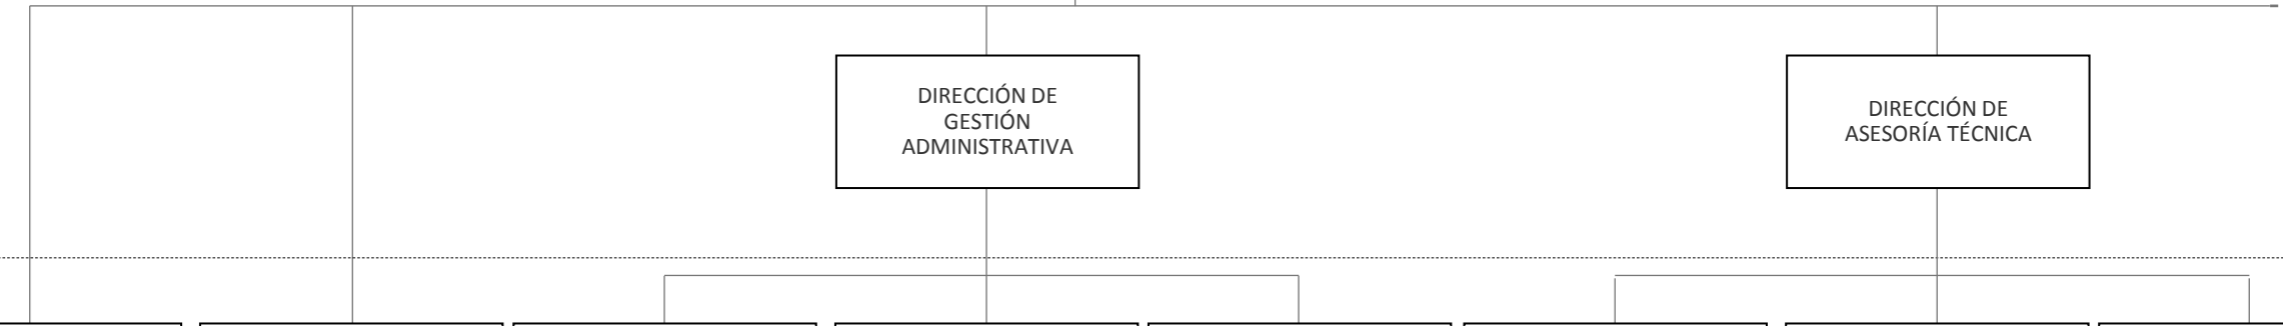 DIRECCIÓN DE
GESTIÓN
ADMINISTRATIVA
DIRECCIÓN DE
ASESORÍA TÉCNICA